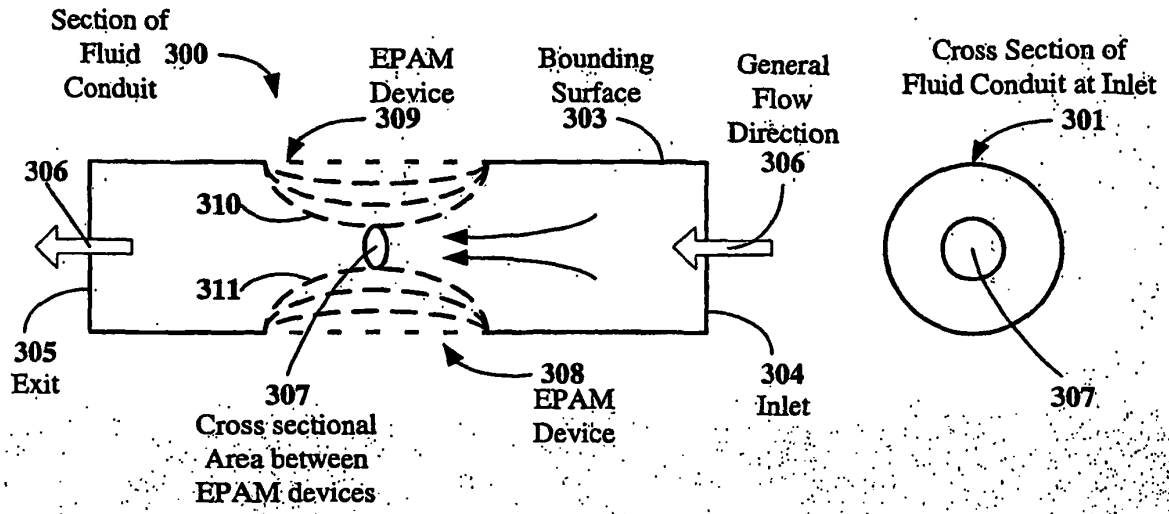 Section of
Fluid 300
Conduit
EPAM
Device
309
Bounding
Surface
303
General
Flow
Direction
306
Cross Section of
Fluid Conduit at Inlet
301
306
310
311
305
Exit
307
Cross sectional
Area between
EPAM devices
308
EPAM
Device
304
Inlet
307